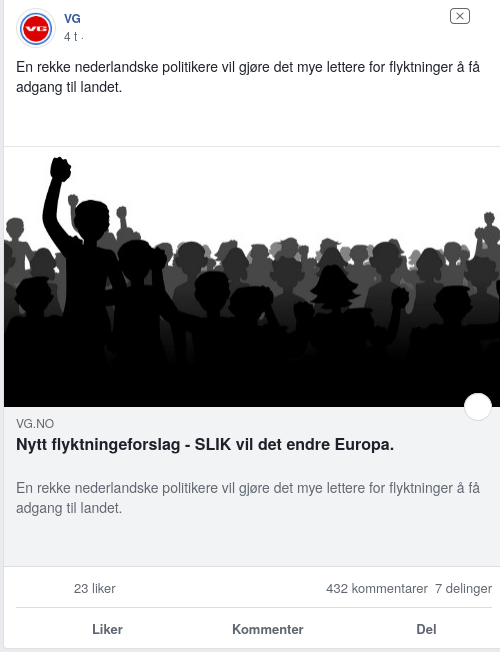 VG
VG
4 t ·
En rekke nederlandske politikere vil gjøre det mye lettere for flyktninger å få
adgang til landet.
VG.NO
Nytt flyktningeforslag - SLIK vil det endre Europa.
En rekke nederlandske politikere vil gjøre det mye lettere for flyktninger å få
adgang til landet.
23 liker 432 kommentarer 7 delinger
Liker Kommenter Del